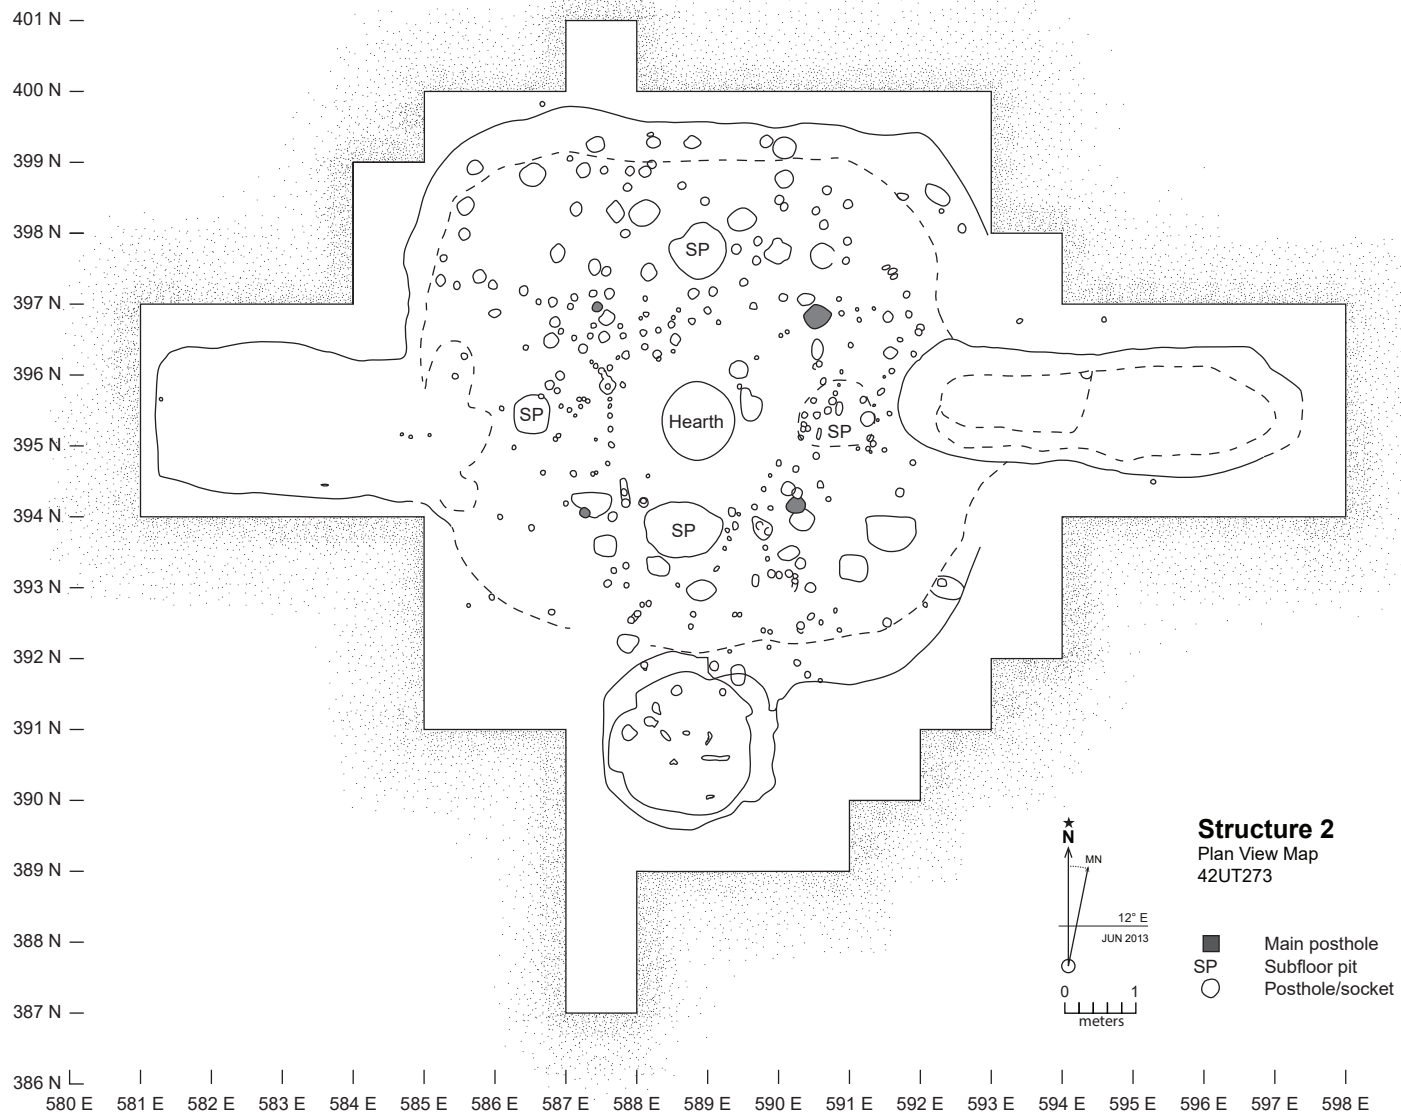 401 N
400 N
399 N
398 N
397 N
396 N
395 N
394 N
393 N
392 N
391 N
390 N
389 N
388 N
387 N
386 N
SP
SP
Hearth
SP
SP
★
N
MN
12° E
JUN 2013
0 1
meters
Structure 2
Plan View Map
42UT273
Main posthole
SP Subfloor pit
Posthole/socket
580 E 581 E 582 E 583 E 584 E 585 E 586 E 587 E 588 E 589 E 590 E 591 E 592 E 593 E 594 E 595 E 596 E 597 E 598 E